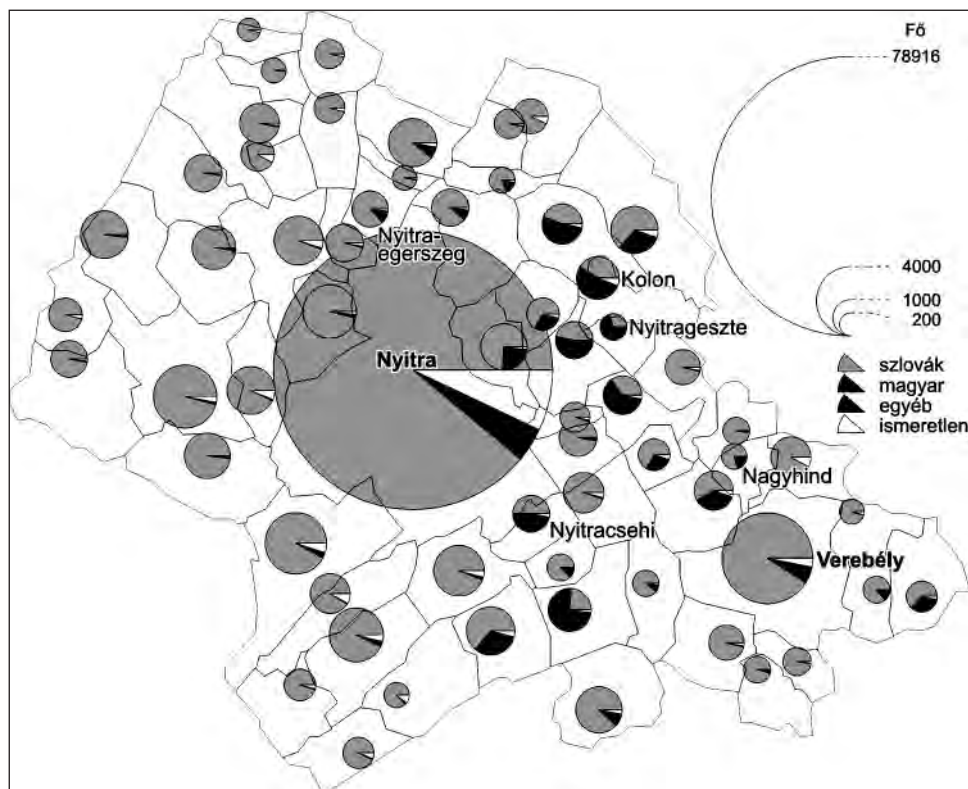 Fő
78916
4000
1000
200
szlovák
magyar
egyéb
ismeretlen
Nyitra-
egerszeg
Kolon
Nyitrageszte
Nyitra
Nagyhind
Nyitracsehi
Verebély